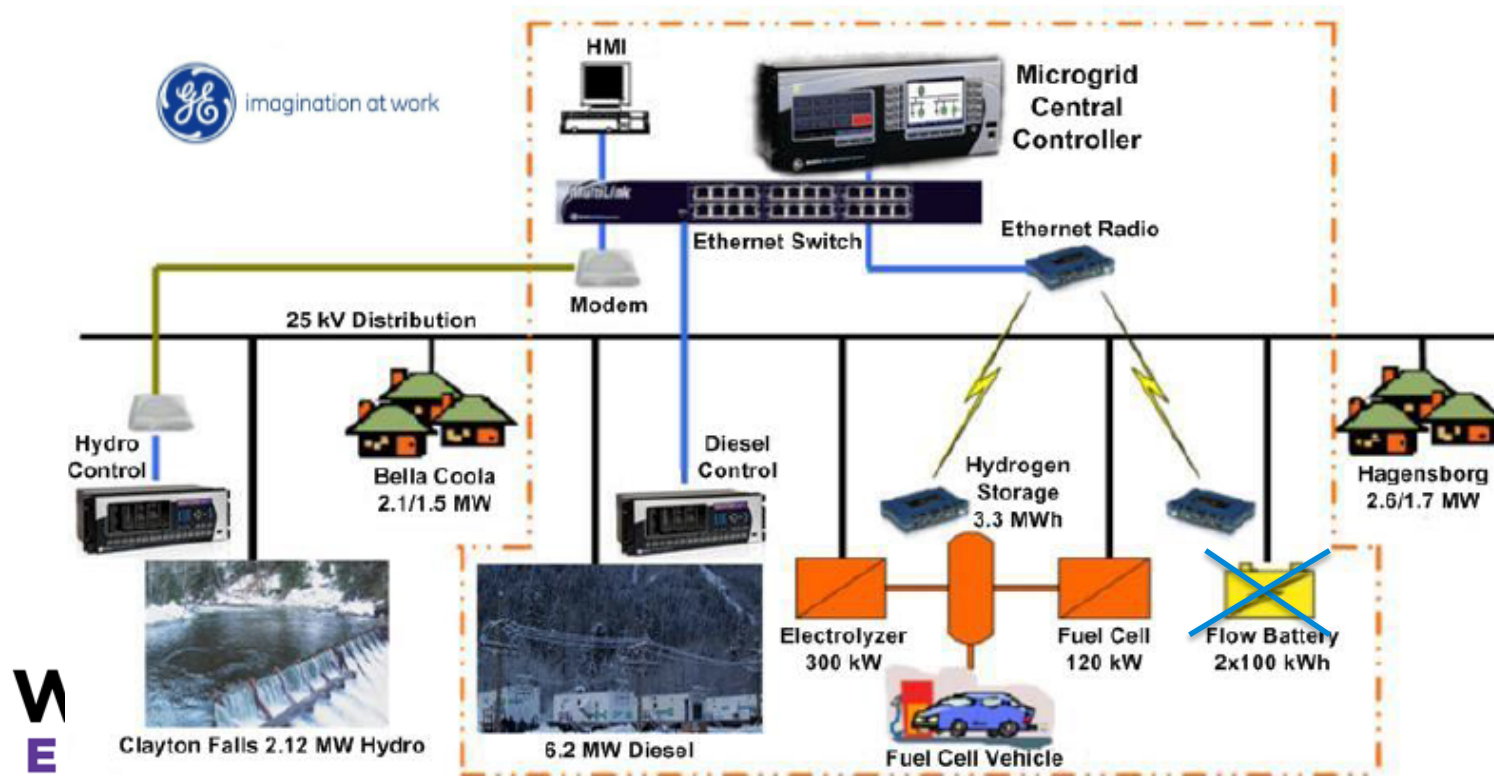 HMI
Microgrid
Central
Controller
GE imagination at work
MultiLink
Ethernet Switch
Ethernet Radio
Modem
25 kV Distribution
Hydro
Control
Bella Coola
2.1/1.5 MW
Diesel
Control
Hydrogen
Storage
3.3 MWh
Hagensborg
2.6/1.7 MW
Electrolyzer
300 kW
Fuel Cell
120 kW
Flow Battery
2x100 kWh
Clayton Falls 2.12 MW Hydro
6.2 MW Diesel
Fuel Cell Vehicle
W
E